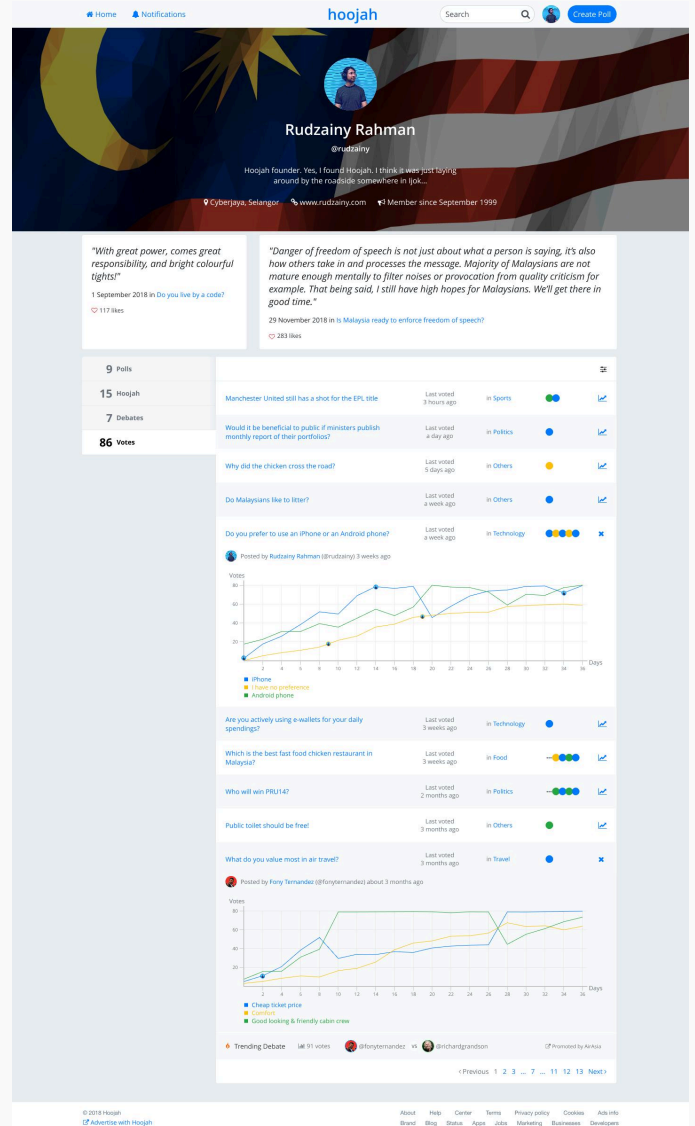 Home Notifications hoojah Search Create Poll
Rudzainy Rahman
@rudzainy
Hoojah founder. Yes, I found Hoojah. I think it was just laying
around by the roadside somewhere in Ijok...
Cyberjaya, Selangor www.rudzainy.com Member since September 1999
"With great power, comes great
responsibility, and bright colourful
tights!"
1 September 2018 in Do you live by a code?
117 likes
"Danger of freedom of speech is not just about what a person is saying, it's also
how others take in and processes the message. Majority of Malaysians are not
mature enough mentally to filter noises or provocation from quality criticism for
example. That being said, I still have high hopes for Malaysians. We'll get there in
good time."
29 November 2018 in Is Malaysia ready to enforce freedom of speech?
283 likes
9 Polls
15 Hoojah
7 Debates
86 Votes
Manchester United still has a shot for the EPL title
Last voted
3 hours ago
in Sports
Would it be beneficial to public if ministers publish
monthly report of their portfolios?
Last voted
a day ago
in Politics
Why did the chicken cross the road?
Last voted
5 days ago
in Others
Do Malaysians like to litter?
Last voted
a week ago
in Others
Do you prefer to use an iPhone or an Android phone?
Last voted
a week ago
in Technology
Posted by Rudzainy Rahman (@rudzainy) 3 weeks ago
Votes
80
60
40
20
2 4 6 8 10 12 14 16 18 20 22 24 26 28 30 32 34 36 Days
iPhone
I have no preference
Android phone
Are you actively using e-wallets for your daily
spendings?
Last voted
3 weeks ago
in Technology
Which is the best fast food chicken restaurant in
Malaysia?
Last voted
3 weeks ago
in Food
Who will win PRU14?
Last voted
2 months ago
in Politics
Public toilet should be free!
Last voted
3 months ago
in Others
What do you value most in air travel?
Last voted
3 months ago
in Travel
Posted by Fony Ternandez (@fonyternandez) about 3 months ago
Votes
80
60
40
20
2 4 6 8 10 12 14 16 18 20 22 24 26 28 30 32 34 36 Days
Cheap ticket price
Comfort
Good looking & friendly cabin crew
Trending Debate 91 votes @fonyternandez vs @richardgrandson Promoted by AirAsia
Previous 1 2 3 ... 7 ... 11 12 13 Next
© 2018 Hoojah
Advertise with Hoojah
About Help Center Terms Privacy policy Cookies Ads info
Brand Blog Status Apps Jobs Marketing Businesses Developers